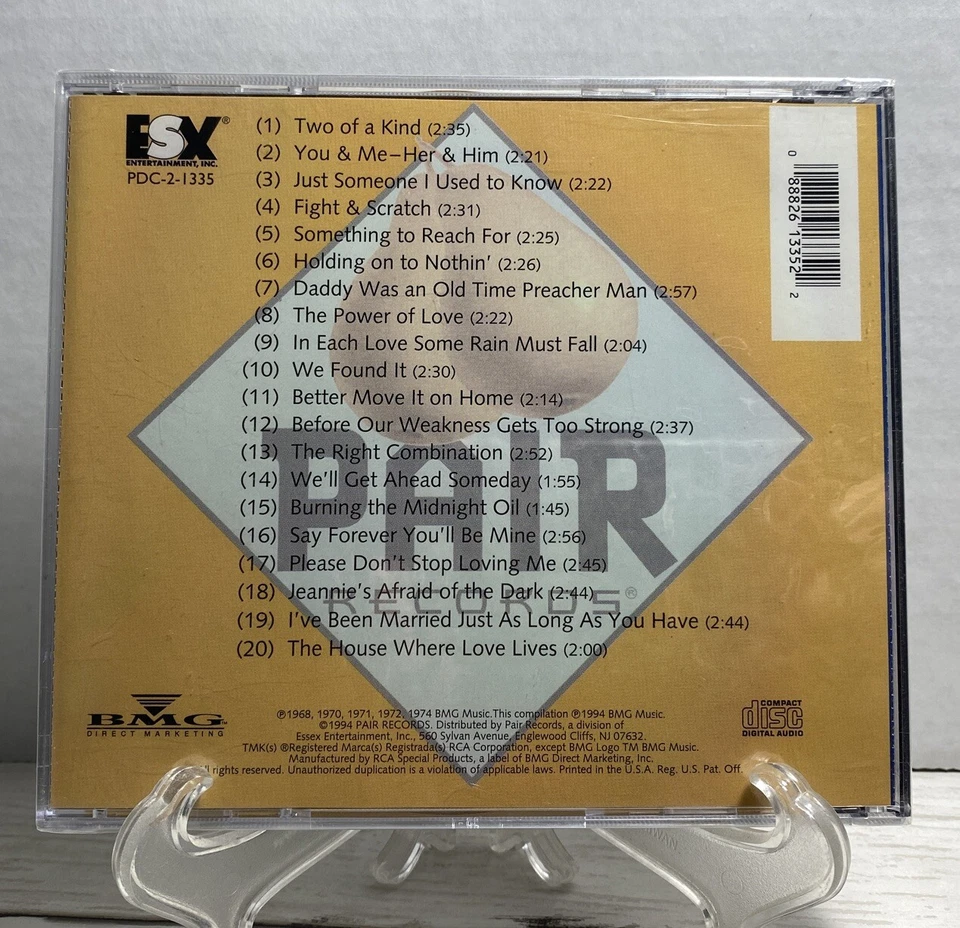 ESX®
ENTERTAINMENT, INC.
PDC-2-1335
(1) Two of a Kind (2:35)
(2) You & Me–Her & Him (2:21)
(3) Just Someone I Used to Know (2:22)
(4) Fight & Scratch (2:31)
(5) Something to Reach For (2:25)
(6) Holding on to Nothin' (2:26)
(7) Daddy Was an Old Time Preacher Man (2:57)
(8) The Power of Love (2:22)
(9) In Each Love Some Rain Must Fall (2:04)
(10) We Found It (2:30)
(11) Better Move It on Home (2:14)
(12) Before Our Weakness Gets Too Strong (2:37)
(13) The Right Combination (2:52)
(14) We'll Get Ahead Someday (1:55)
(15) Burning the Midnight Oil (1:45)
(16) Say Forever You'll Be Mine (2:56)
(17) Please Don't Stop Loving Me (2:45)
(18) Jeannie's Afraid of the Dark (2:44)
(19) I've Been Married Just As Long As You Have (2:44)
(20) The House Where Love Lives (2:00)
PAIR
RECORDS®
0 88826 13352 2
BMG™
DIRECT MARKETING
℗1968, 1970, 1971, 1972, 1974 BMG Music.This compilation ℗1994 BMG Music.
©1994 PAIR RECORDS. Distributed by Pair Records, a division of
Essex Entertainment, Inc., 560 Sylvan Avenue, Englewood Cliffs, NJ 07632.
TMK(s) ®Registered Marca(s) Registrada(s) RCA Corporation, except BMG Logo TM BMG Music.
Manufactured by RCA Special Products, a label of BMG Direct Marketing, Inc.
rights reserved. Unauthorized duplication is a violation of applicable laws. Printed in the U.S.A. Reg. U.S. Pat. Off.
COMPACT
disc
DIGITAL AUDIO